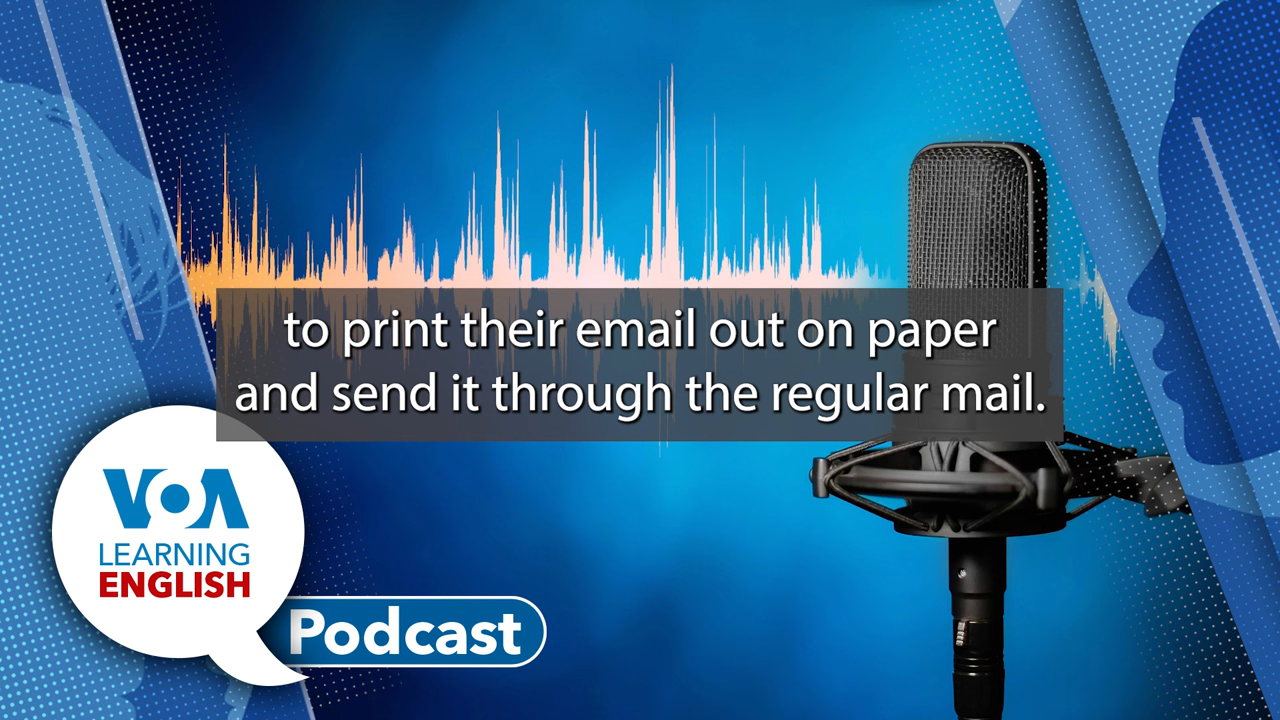 to print their email out on paper
and send it through the regular mail.
VOA
LEARNING
ENGLISH
Podcast